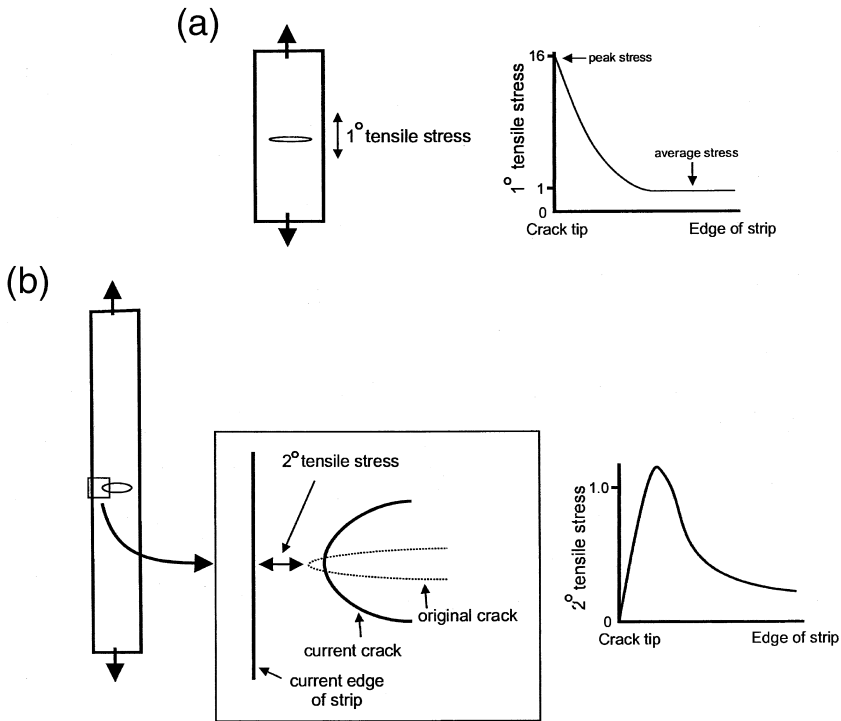 (a)
1° tensile stress
1° tensile stress
16
peak stress
average stress
1
0
Crack tip
Edge of strip
(b)
2° tensile stress
original crack
current crack
current edge
of strip
2° tensile stress
1.0
0
Crack tip
Edge of strip